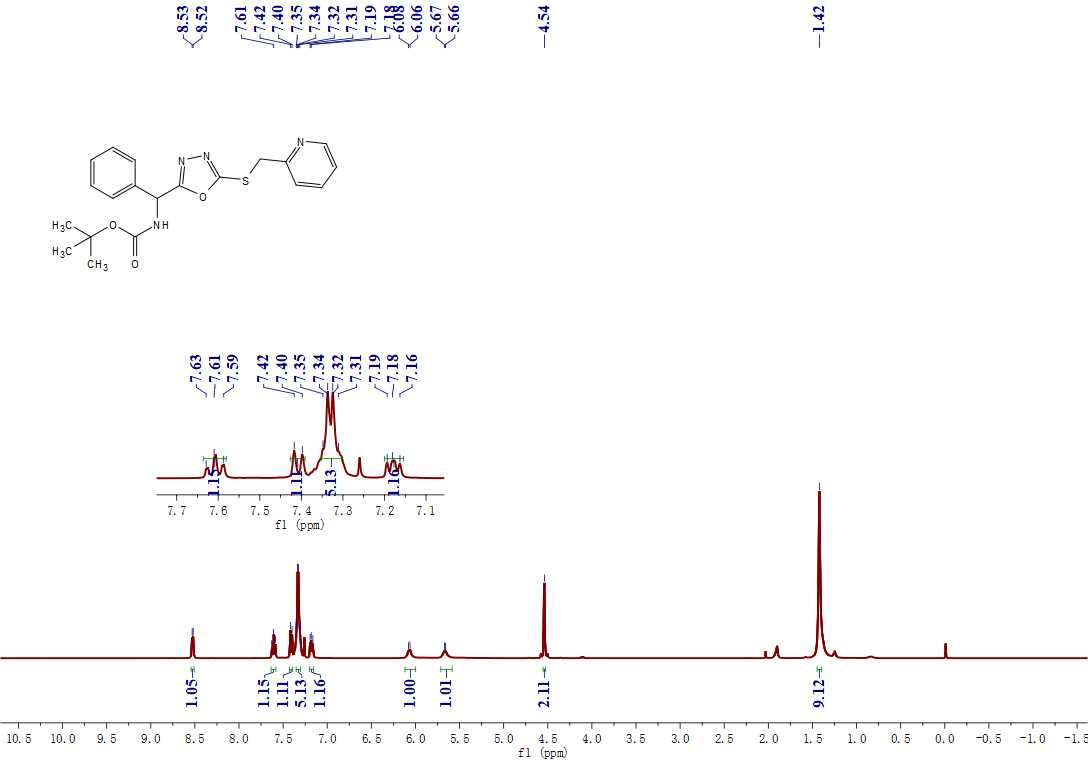 8.53 8.52 7.61 7.42 7.40 7.35 7.34 7.32 7.31 7.19 7.18 6.08 6.06 5.67 5.66 4.54 1.42
N
N N
S
O
H3C O NH
H3C
CH3 O
7.63 7.61 7.59 7.42 7.40 7.35 7.34 7.32 7.31 7.19 7.18 7.16
1.15 1.11 5.13 1.16
7.7 7.6 7.5 7.4 7.3 7.2 7.1
f1 (ppm)
1.05 1.15 1.11 5.13 1.16 1.00 1.01 2.11 9.12
10.5 10.0 9.5 9.0 8.5 8.0 7.5 7.0 6.5 6.0 5.5 5.0 4.5 4.0 3.5 3.0 2.5 2.0 1.5 1.0 0.5 0.0 -0.5 -1.0 -1.5
f1 (ppm)